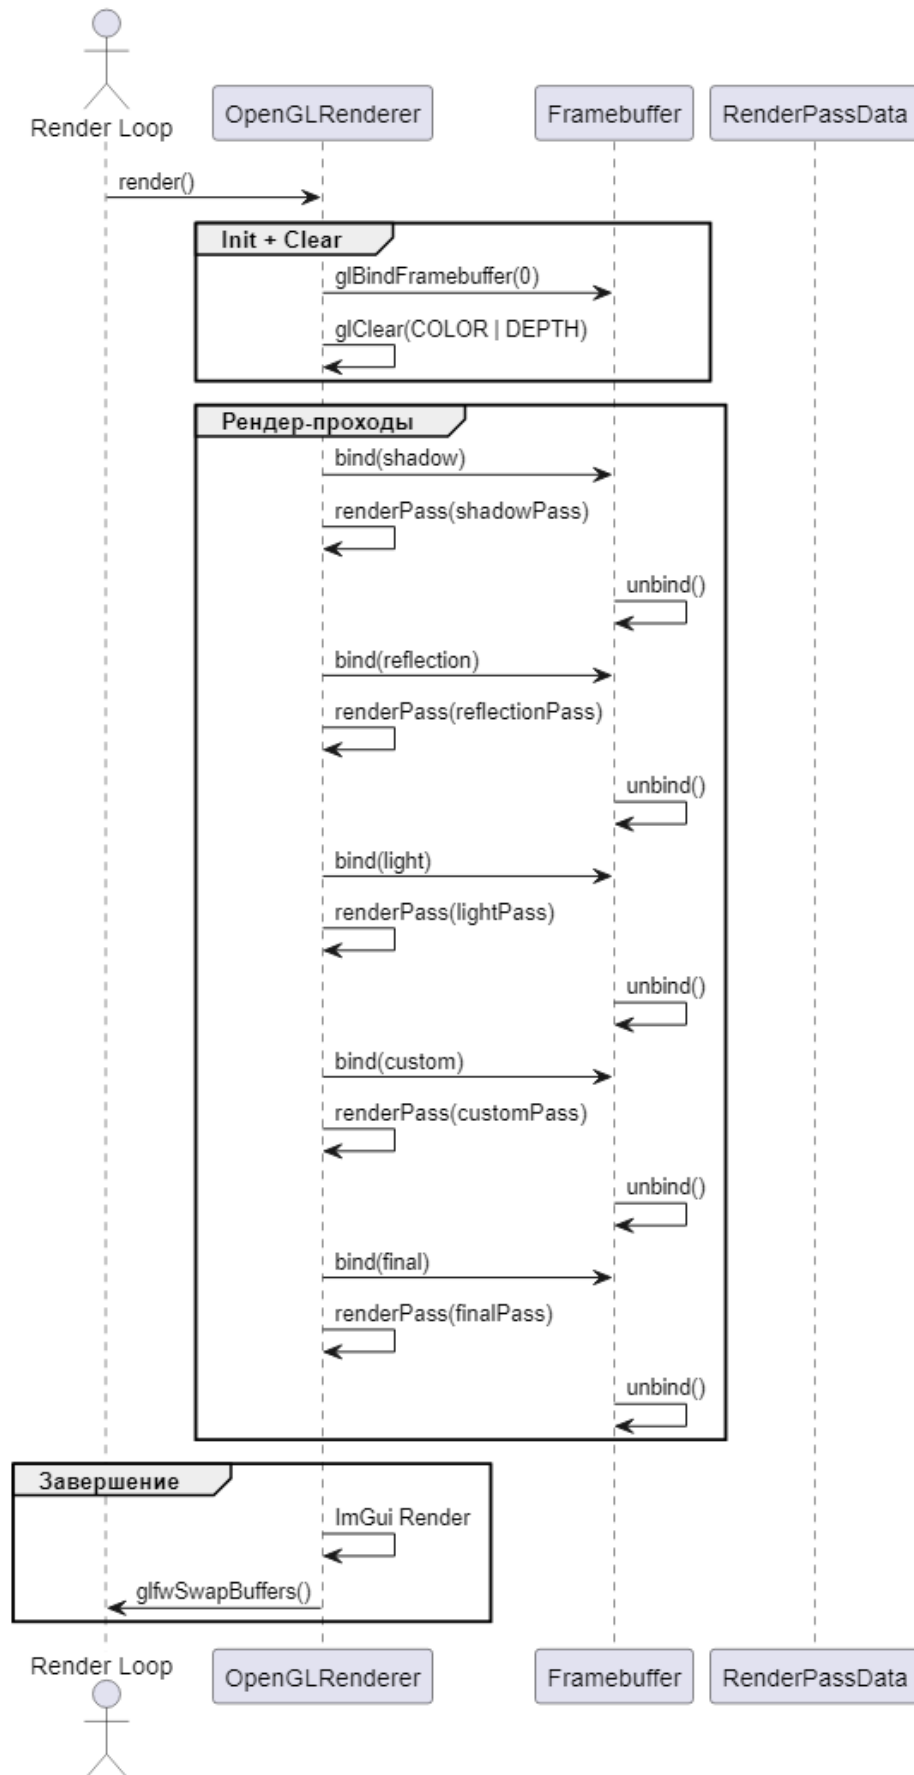 Render Loop
OpenGLRenderer
Framebuffer
RenderPassData
render()
Init + Clear
glBindFramebuffer(0)
glClear(COLOR | DEPTH)
Рендер-проходы
bind(shadow)
renderPass(shadowPass)
unbind()
bind(reflection)
renderPass(reflectionPass)
unbind()
bind(light)
renderPass(lightPass)
unbind()
bind(custom)
renderPass(customPass)
unbind()
bind(final)
renderPass(finalPass)
unbind()
Завершение
ImGui Render
glfwSwapBuffers()
Render Loop
OpenGLRenderer
Framebuffer
RenderPassData